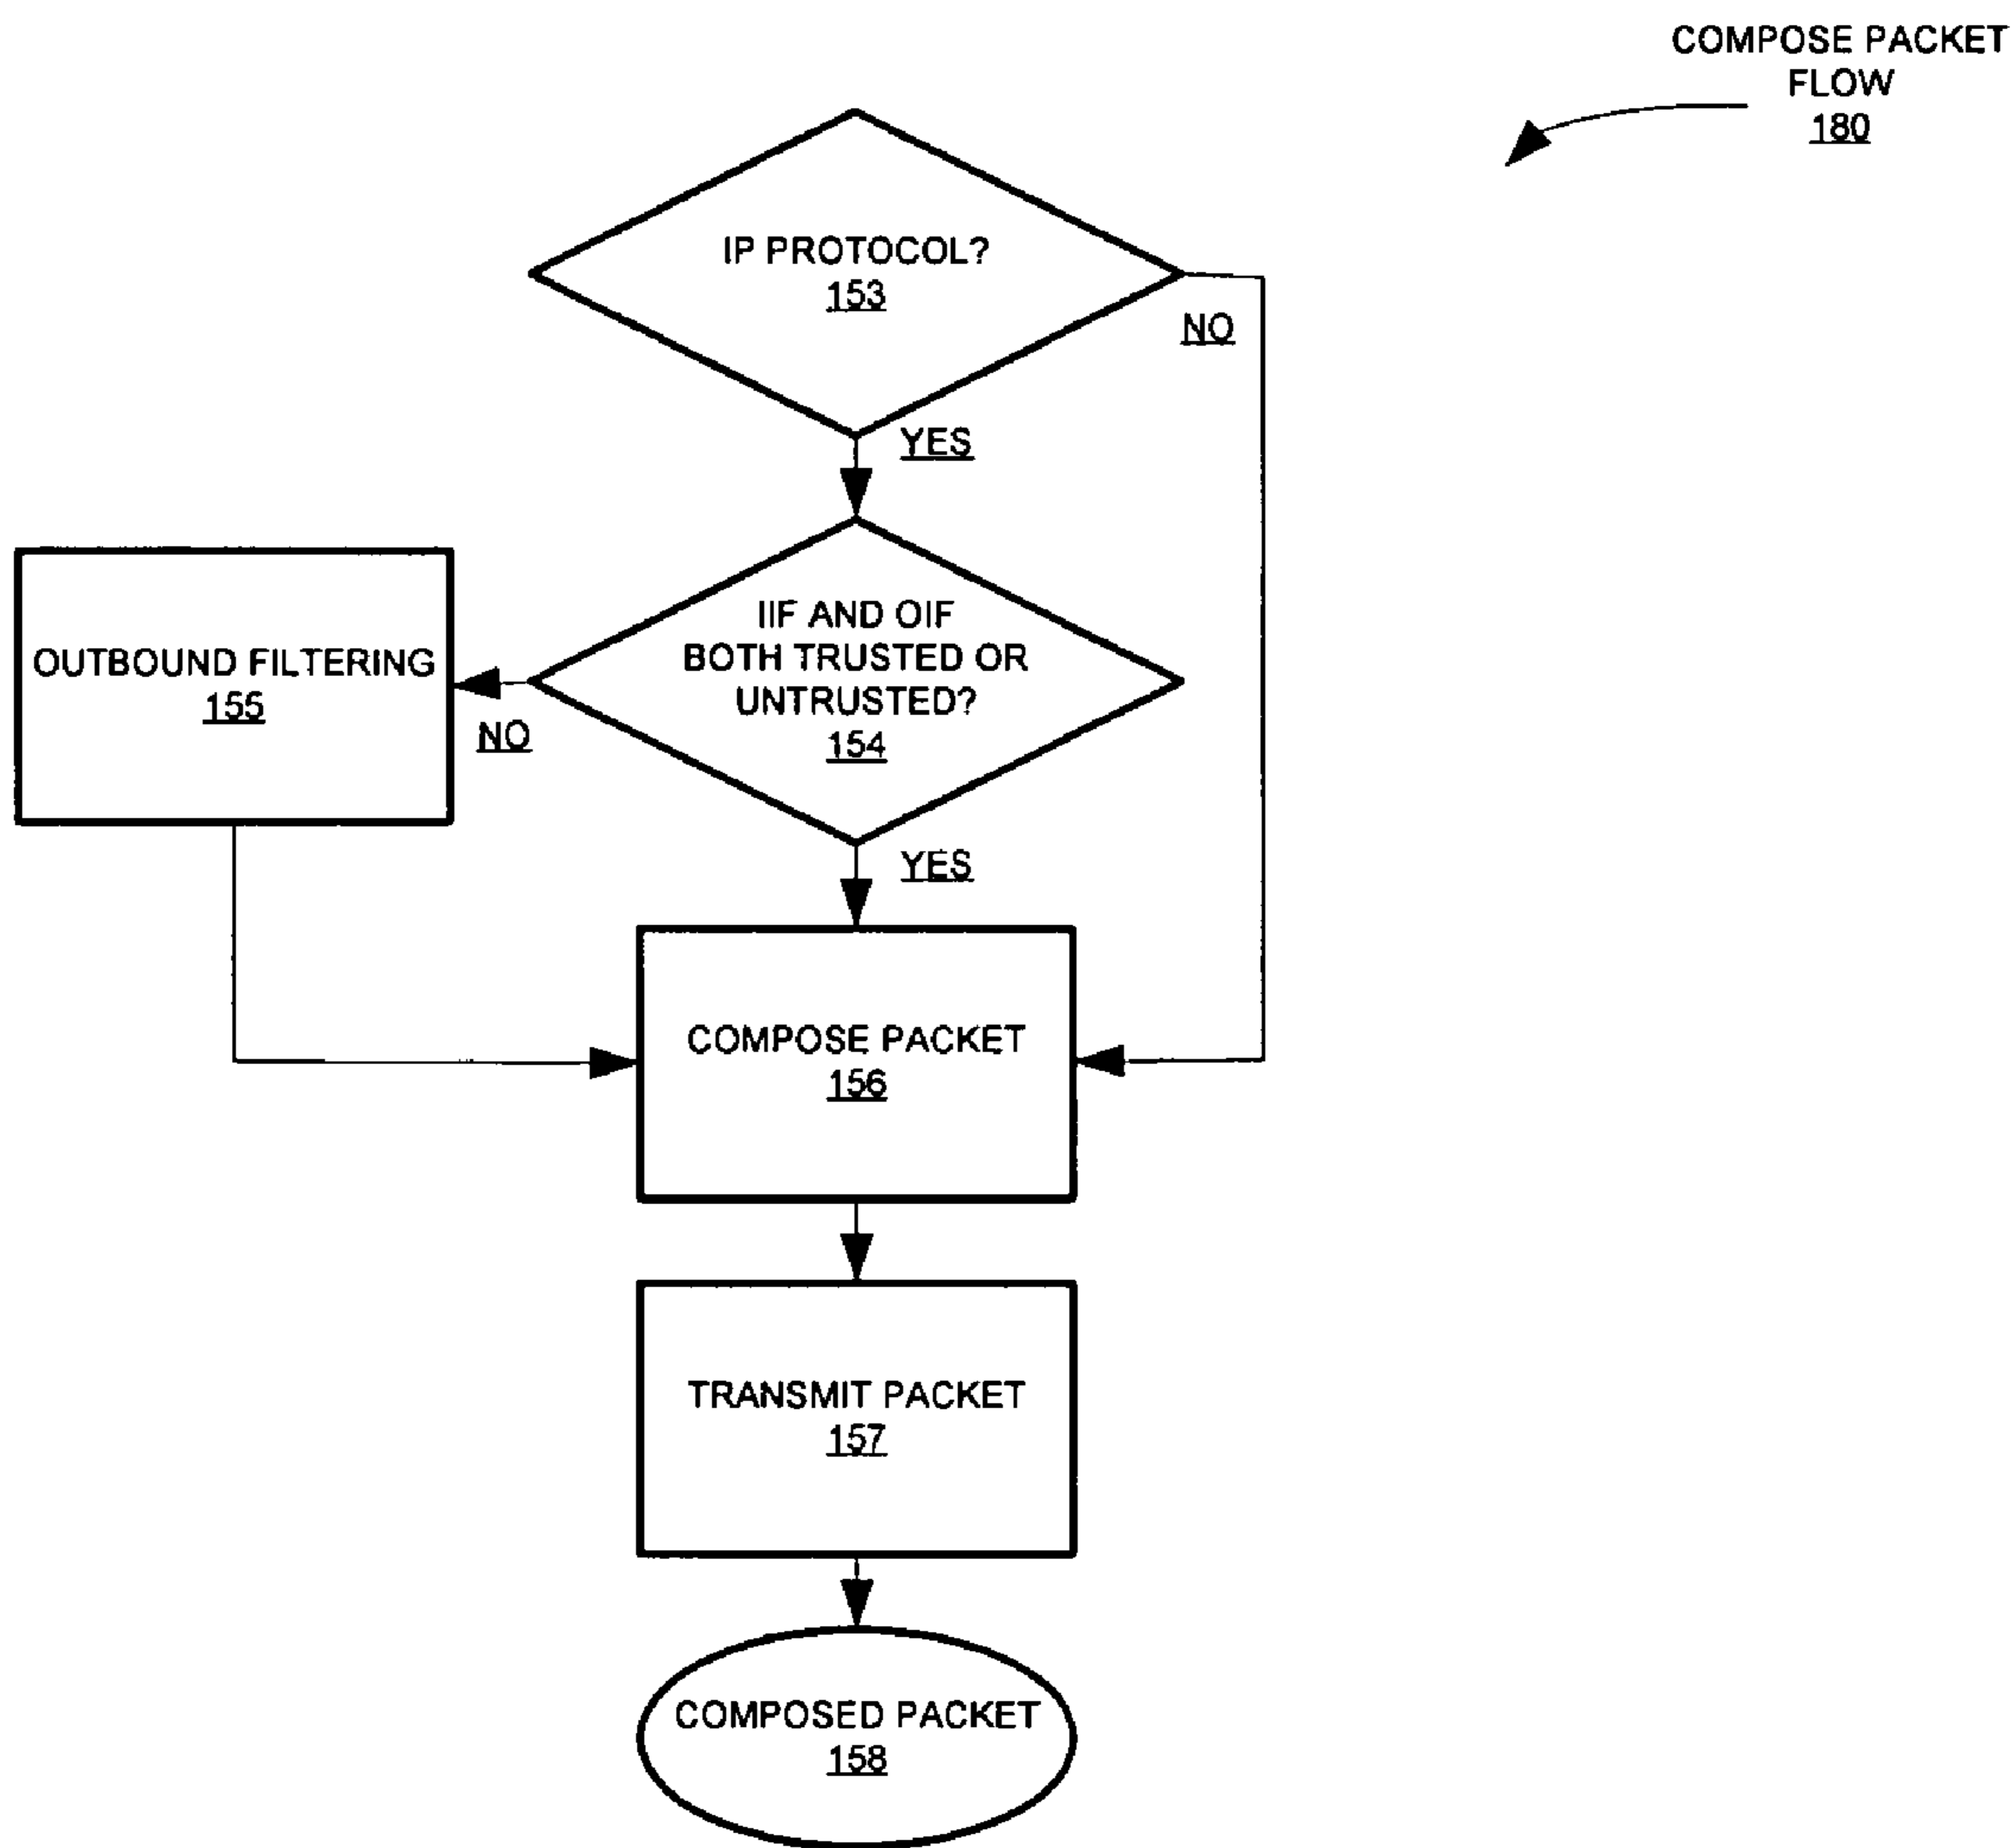 COMPOSE PACKET
FLOW
180
IP PROTOCOL?
153
NO
YES
IIF AND OIF
BOTH TRUSTED OR
UNTRUSTED?
154
OUTBOUND FILTERING
155
NO
YES
COMPOSE PACKET
156
TRANSMIT PACKET
157
COMPOSED PACKET
158